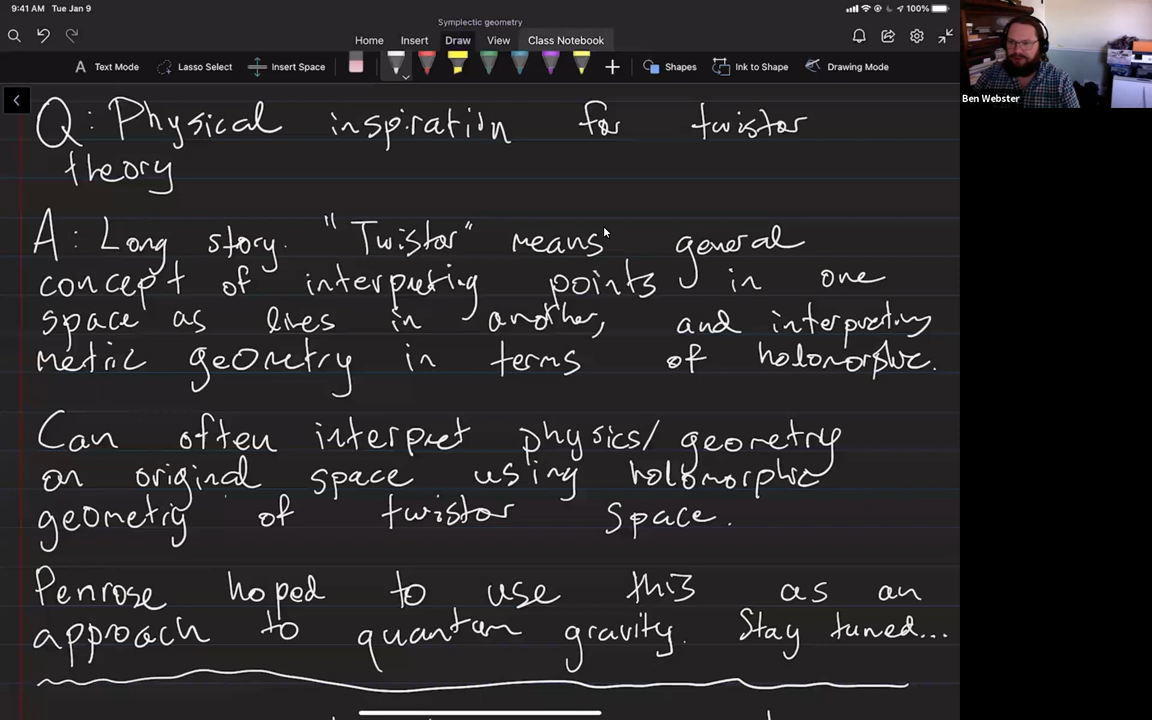 9:41 AM Tue Jan 9
100%
Symplectic geometry
Home Insert Draw View Class Notebook
Text Mode Lasso Select Insert Space Shapes Ink to Shape Drawing Mode
Ben Webster
Q: Physical inspiration for twistor
theory
A: Long story. "Twistor" means general
concept of interpreting points in one
space as lives in another, and interpreting
metric geometry in terms of holomorphic.
Can often interpret physics/geometry
on original space using holomorphic
geometry of twistor space.
Penrose hoped to use this as an
approach to quantum gravity. Stay tuned...